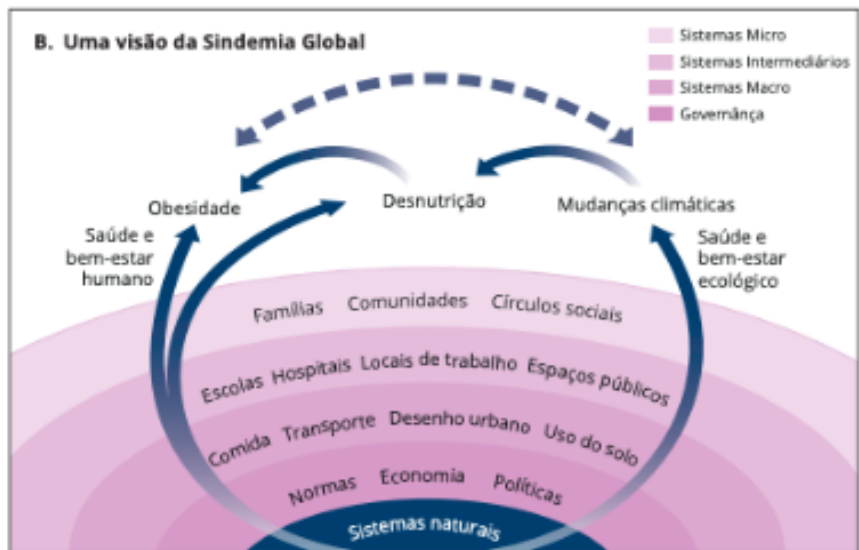 B. Uma visão da Sindemia Global
Sistemas Micro
Sistemas Intermediários
Sistemas Macro
Governânça
Obesidade
Desnutrição
Mudanças climáticas
Saúde e
bem-estar
humano
Saúde e
bem-estar
ecológico
Famílias Comunidades Círculos sociais
Escolas Hospitais Locais de trabalho Espaços públicos
Comida Transporte Desenho urbano Uso do solo
Normas Economia Políticas
Sistemas naturais